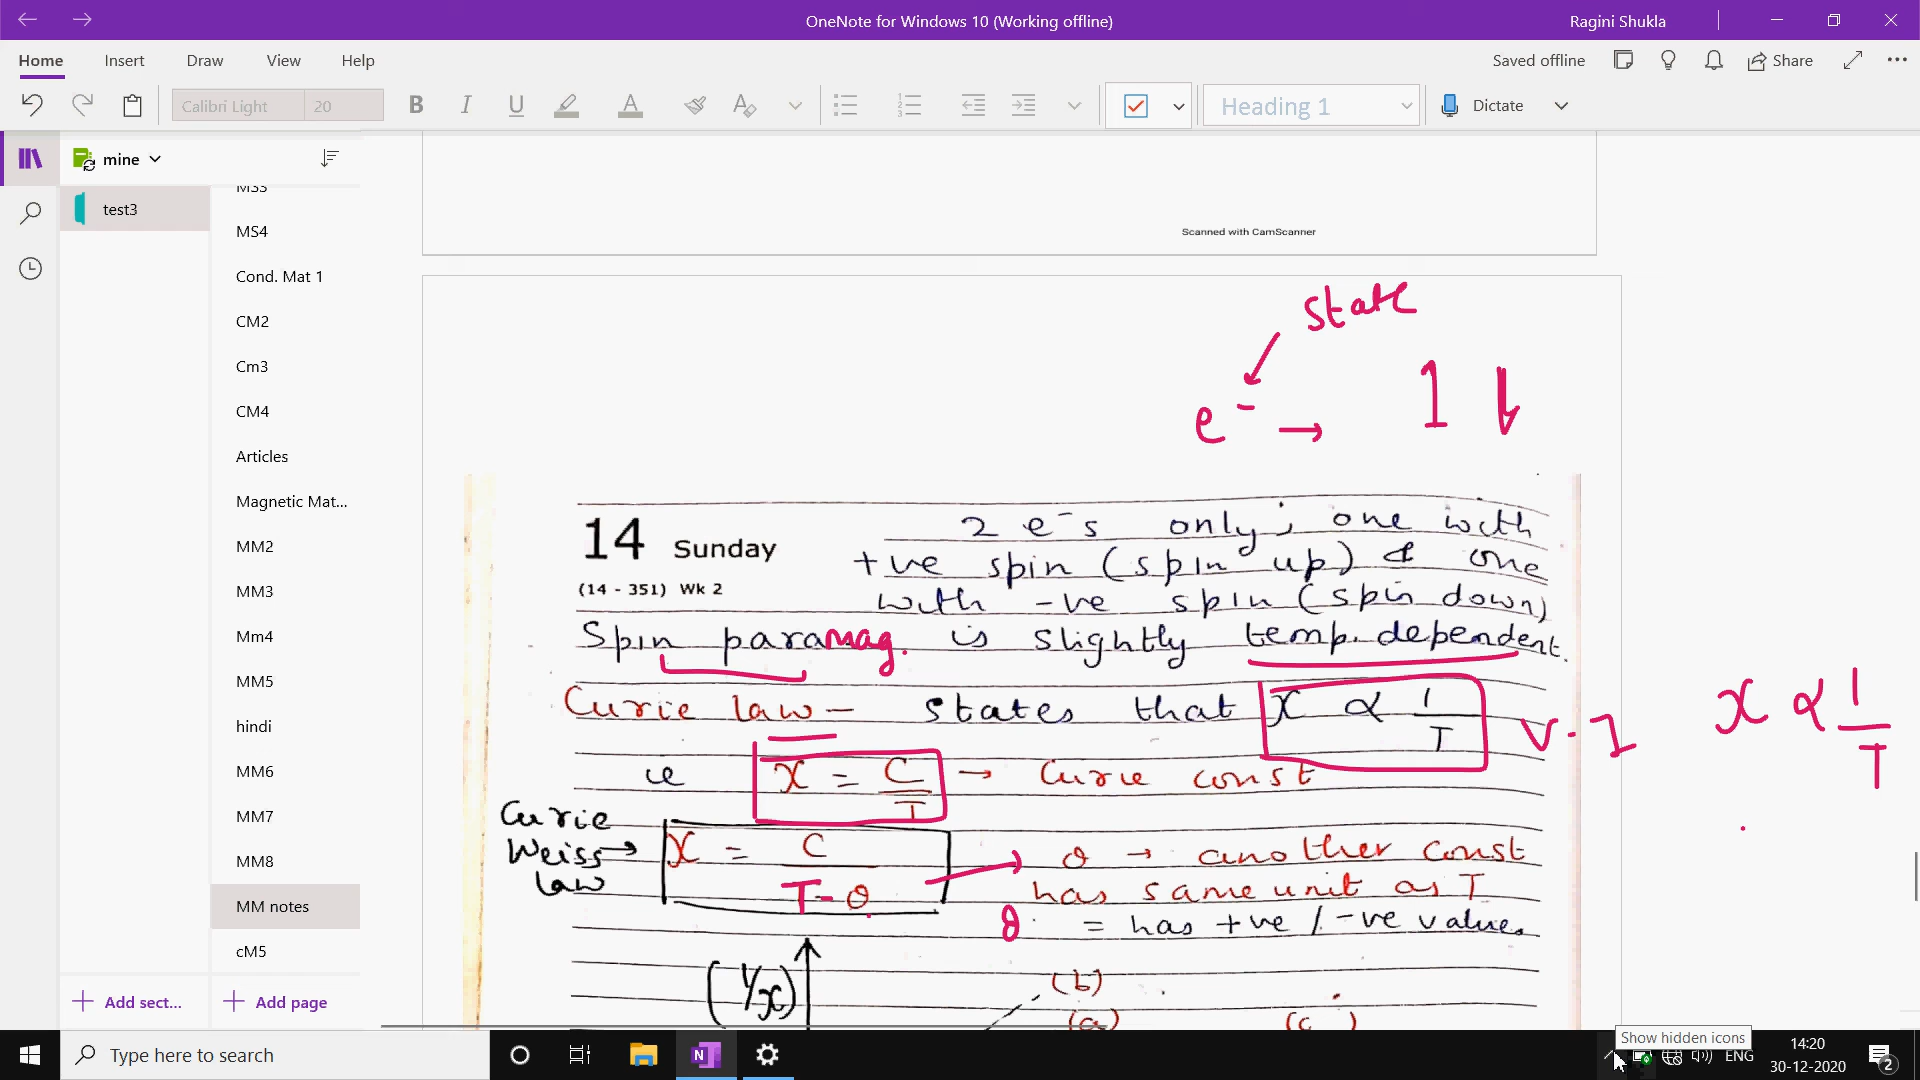 OneNote for Windows 10 (Working offline)
Ragini Shukla
Home Insert Draw View Help
Saved offline
Share
Calibri Light 20
B I U A
Heading 1
Dictate
mine
test3
MS3
MS4
Cond. Mat 1
CM2
Cm3
CM4
Articles
Magnetic Mat...
MM2
MM3
Mm4
MM5
hindi
MM6
MM7
MM8
MM notes
cM5
Add sect...
Add page
Scanned with CamScanner
State
e⁻ → 1 ↓
14 Sunday
(14 - 351) Wk 2
2 e⁻s only; one with
+ve spin (spin up) & one
with -ve spin (spin down)
Spin paramag. is slightly temp. dependent.
Curie law – states that χ ∝ 1/T
V-I
χ ∝ 1/T
ie χ = C/T → Curie const
Curie Weiss law → χ = C/(T-θ)
θ → another const
has same unit as T
θ = has +ve / -ve values
(1/χ)
(b)
(a)
(c)
Show hidden icons
Type here to search
ENG
14:20
30-12-2020
2